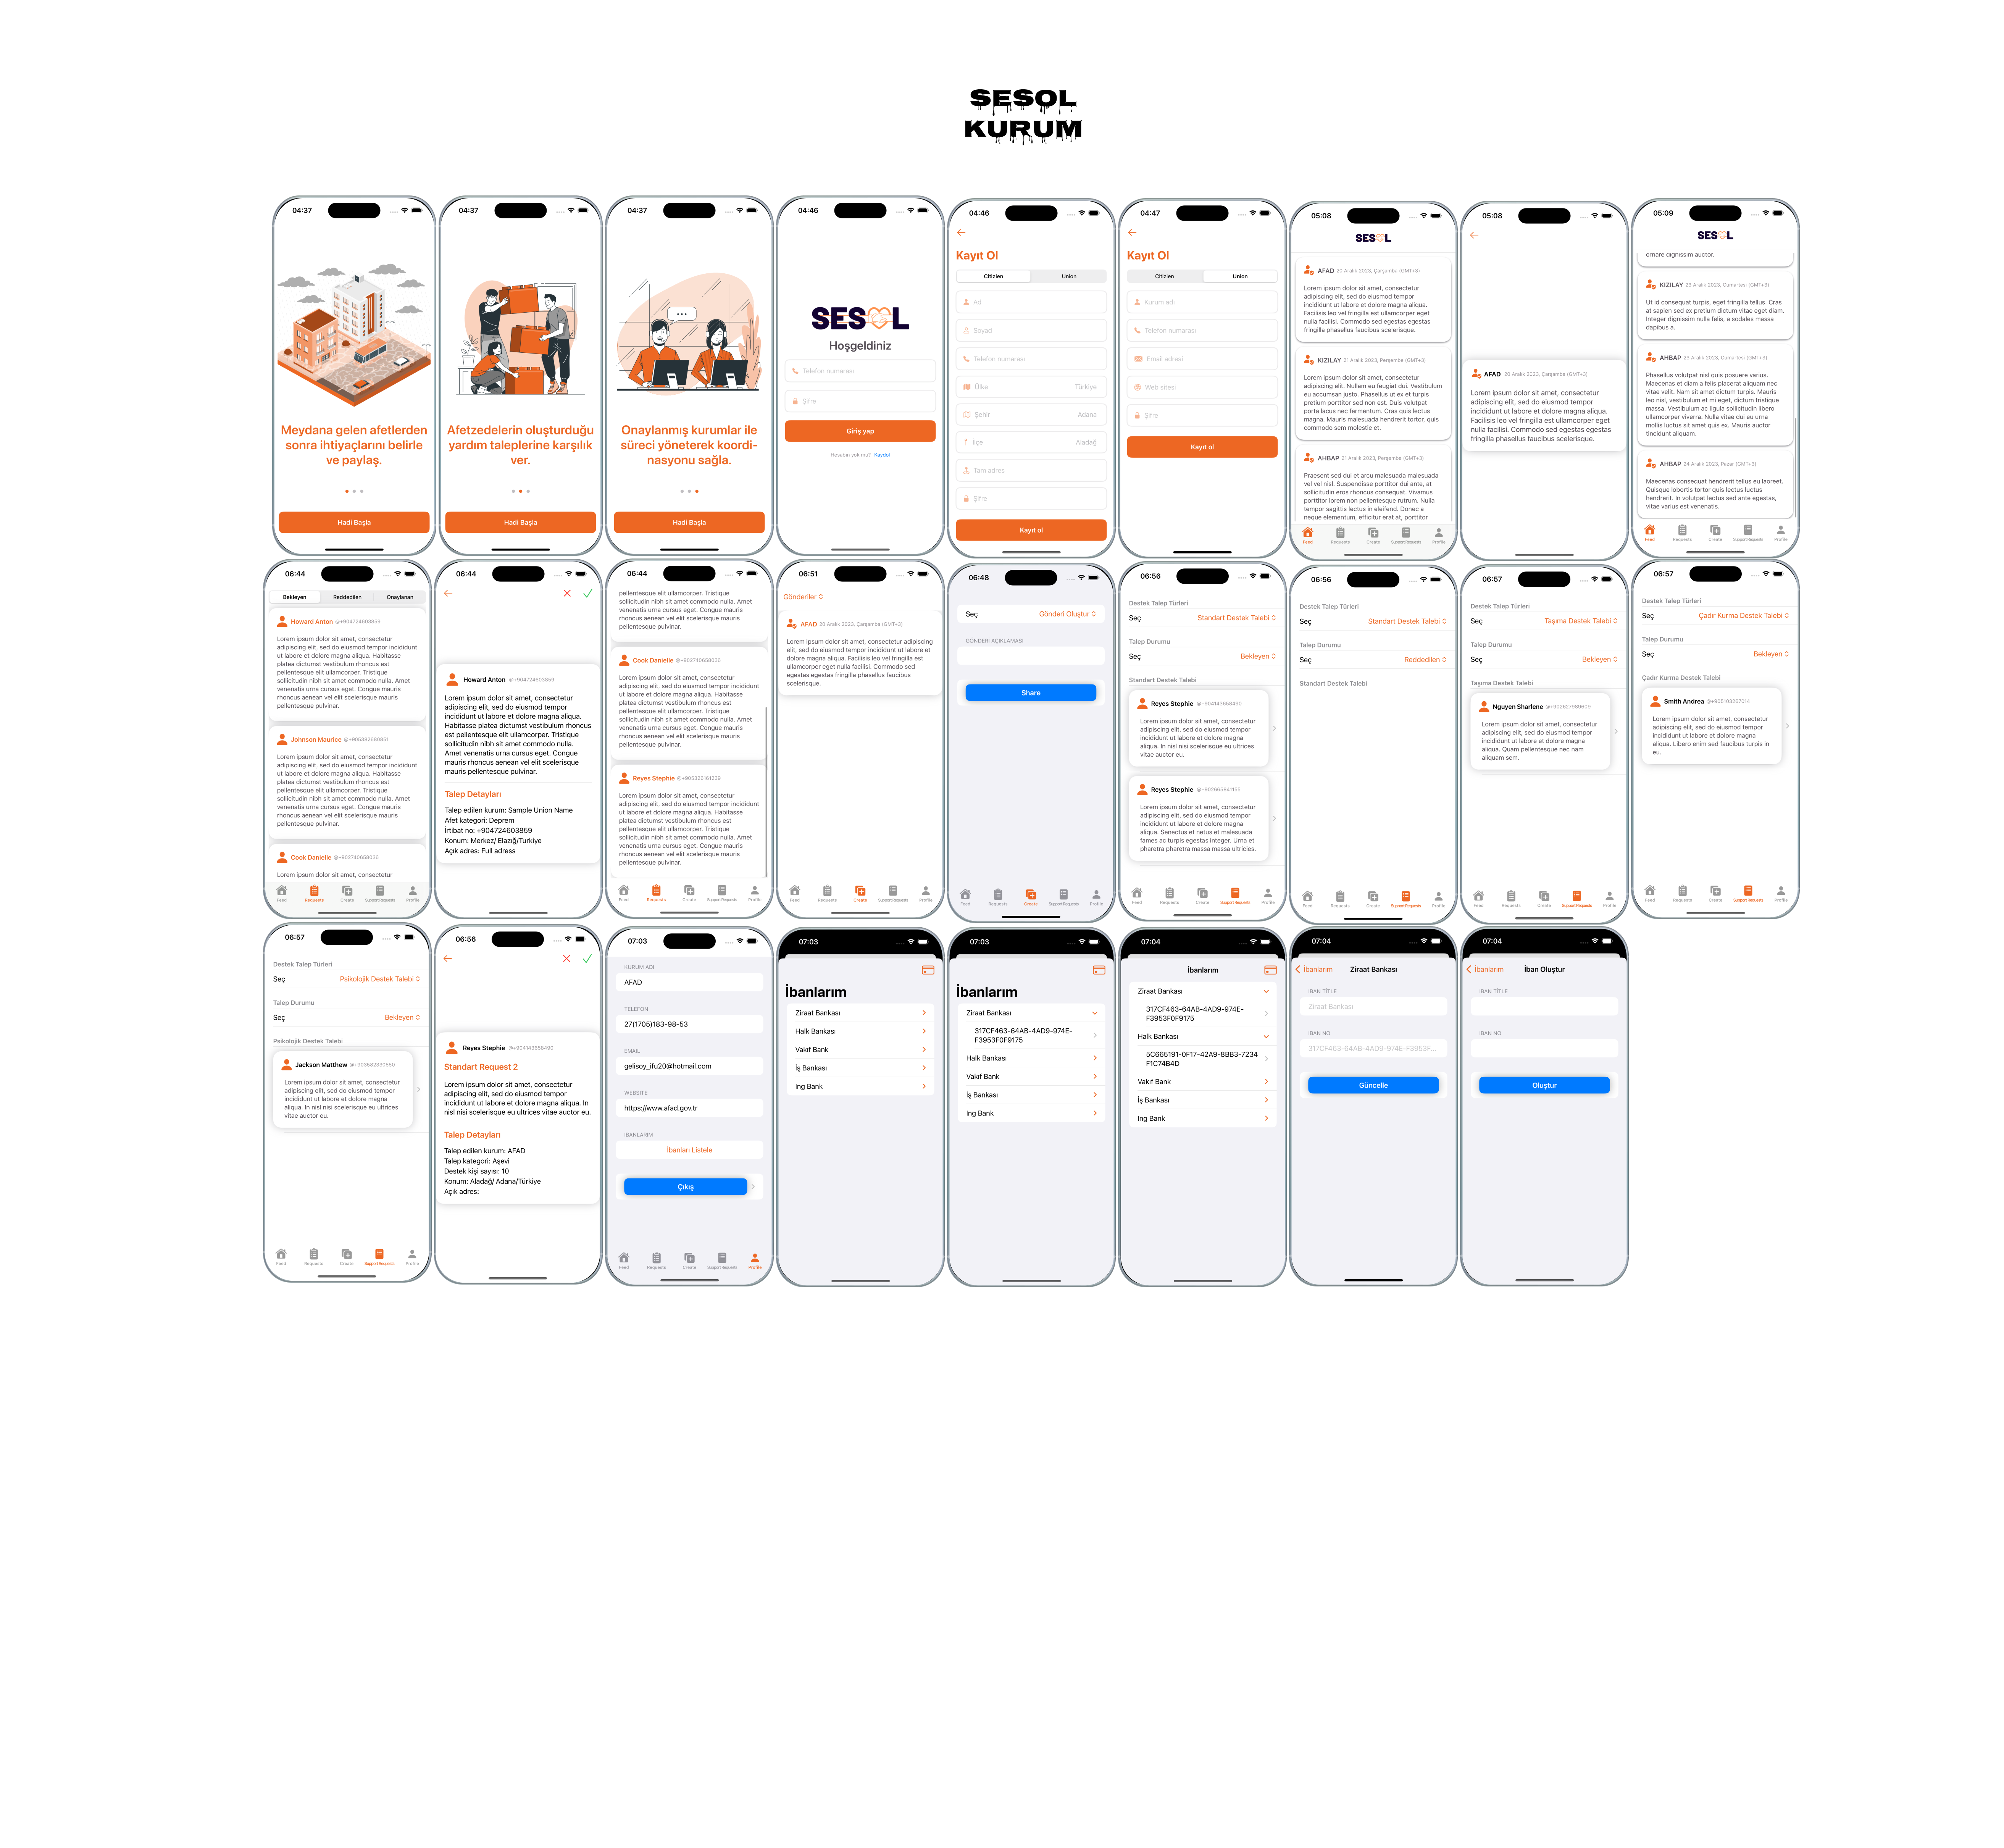 SESOL
KURUM
04:37
Meydana gelen afetlerden
sonra ihtiyaçlarını belirle
ve paylaş.
Hadi Başla
04:37
Afetzedelerin oluşturduğu
yardım taleplerine karşılık
ver.
Hadi Başla
04:37
Onaylanmış kurumlar ile
süreci yöneterek koordi-
nasyonu sağla.
Hadi Başla
04:46
SESOL
Hoşgeldiniz
Telefon numarası
Şifre
Giriş yap
Hesabın yok mu? Kaydol
04:46
Kayıt Ol
Citizien
Union
Ad
Soyad
Telefon numarası
Ülke
Türkiye
Şehir
Adana
İlçe
Aladağ
Tam adres
Şifre
Kayıt ol
04:47
Kayıt Ol
Citizien
Union
Kurum adı
Telefon numarası
Email adresi
Web sitesi
Şifre
Kayıt ol
05:08
SESOL
AFAD 20 Aralık 2023, Çarşamba (GMT+3)
Lorem ipsum dolor sit amet, consectetur
adipiscing elit, sed do eiusmod tempor
incididunt ut labore et dolore magna aliqua.
Facilisis leo vel fringilla est ullamcorper eget
nulla facilisi. Commodo sed egestas egestas
fringilla phasellus faucibus scelerisque.
KIZILAY 21 Aralık 2023, Perşembe (GMT+3)
Lorem ipsum dolor sit amet, consectetur
adipiscing elit. Nullam eu feugiat dui. Vestibulum
eu accumsan justo. Phasellus ut ex et turpis
pretium porttitor sed non est. Duis volutpat
porta lacus nec fermentum. Cras quis lectus
magna. Mauris malesuada hendrerit tortor, quis
commodo sem molestie et.
AHBAP 21 Aralık 2023, Perşembe (GMT+3)
Praesent sed dui et arcu malesuada malesuada
vel vel nisl. Suspendisse porttitor dui ante, at
sollicitudin eros rhoncus consequat. Vivamus
porttitor lorem non pellentesque rutrum. Nulla
tempor sagittis lectus in eleifend. Donec a
neque elementum, efficitur erat at, porttitor
Feed
Requests
Create
Support Requests
Profile
05:08
AFAD 20 Aralık 2023, Çarşamba (GMT+3)
Lorem ipsum dolor sit amet, consectetur
adipiscing elit, sed do eiusmod tempor
incididunt ut labore et dolore magna aliqua.
Facilisis leo vel fringilla est ullamcorper eget
nulla facilisi. Commodo sed egestas egestas
fringilla phasellus faucibus scelerisque.
05:09
SESOL
ornare dignissim auctor.
KIZILAY 23 Aralık 2023, Cumartesi (GMT+3)
Ut id consequat turpis, eget fringilla tellus. Cras
at sapien sed ex pretium dictum vitae eget diam.
Integer dignissim nulla felis, a sodales massa
dapibus a.
AHBAP 23 Aralık 2023, Cumartesi (GMT+3)
Phasellus volutpat nisl quis posuere varius.
Maecenas et diam a felis placerat aliquam nec
vitae velit. Nam sit amet dictum turpis. Mauris
leo nisl, vestibulum et mi eget, dictum tristique
massa. Vestibulum ac ligula sollicitudin libero
ullamcorper viverra. Nulla vitae dui eu urna
mollis luctus sit amet quis ex. Mauris auctor
tincidunt aliquam.
AHBAP 24 Aralık 2023, Pazar (GMT+3)
Maecenas consequat hendrerit tellus eu laoreet.
Quisque lobortis tortor quis lectus luctus
hendrerit. In volutpat lectus sed ante egestas,
vitae varius est venenatis.
Feed
Requests
Create
Support Requests
Profile
06:44
Bekleyen
Reddedilen
Onaylanan
Howard Anton @+904724603859
Lorem ipsum dolor sit amet, consectetur
adipiscing elit, sed do eiusmod tempor incididunt
ut labore et dolore magna aliqua. Habitasse
platea dictumst vestibulum rhoncus est
pellentesque elit ullamcorper. Tristique
sollicitudin nibh sit amet commodo nulla. Amet
venenatis urna cursus eget. Congue mauris
rhoncus aenean vel elit scelerisque mauris
pellentesque pulvinar.
Johnson Maurice @+905382680851
Lorem ipsum dolor sit amet, consectetur
adipiscing elit, sed do eiusmod tempor incididunt
ut labore et dolore magna aliqua. Habitasse
platea dictumst vestibulum rhoncus est
pellentesque elit ullamcorper. Tristique
sollicitudin nibh sit amet commodo nulla. Amet
venenatis urna cursus eget. Congue mauris
rhoncus aenean vel elit scelerisque mauris
pellentesque pulvinar.
Cook Danielle @+902740658036
Lorem ipsum dolor sit amet, consectetur
Feed
Requests
Create
Support Requests
Profile
06:44
Howard Anton @+904724603859
Lorem ipsum dolor sit amet, consectetur
adipiscing elit, sed do eiusmod tempor
incididunt ut labore et dolore magna aliqua.
Habitasse platea dictumst vestibulum rhoncus
est pellentesque elit ullamcorper. Tristique
sollicitudin nibh sit amet commodo nulla.
Amet venenatis urna cursus eget. Congue
mauris rhoncus aenean vel elit scelerisque
mauris pellentesque pulvinar.
Talep Detayları
Talep edilen kurum: Sample Union Name
Afet kategori: Deprem
İrtibat no: +904724603859
Konum: Merkez/ Elazığ/Turkiye
Açık adres: Full adress
06:44
pellentesque elit ullamcorper. Tristique
sollicitudin nibh sit amet commodo nulla. Amet
venenatis urna cursus eget. Congue mauris
rhoncus aenean vel elit scelerisque mauris
pellentesque pulvinar.
Cook Danielle @+902740658036
Lorem ipsum dolor sit amet, consectetur
adipiscing elit, sed do eiusmod tempor incididunt
ut labore et dolore magna aliqua. Habitasse
platea dictumst vestibulum rhoncus est
pellentesque elit ullamcorper. Tristique
sollicitudin nibh sit amet commodo nulla. Amet
venenatis urna cursus eget. Congue mauris
rhoncus aenean vel elit scelerisque mauris
pellentesque pulvinar.
Reyes Stephie @+905326161239
Lorem ipsum dolor sit amet, consectetur
adipiscing elit, sed do eiusmod tempor incididunt
ut labore et dolore magna aliqua. Habitasse
platea dictumst vestibulum rhoncus est
pellentesque elit ullamcorper. Tristique
sollicitudin nibh sit amet commodo nulla. Amet
venenatis urna cursus eget. Congue mauris
rhoncus aenean vel elit scelerisque mauris
pellentesque pulvinar.
Feed
Requests
Create
Support Requests
Profile
06:51
Gönderiler
AFAD 20 Aralık 2023, Çarşamba (GMT+3)
Lorem ipsum dolor sit amet, consectetur adipiscing
elit, sed do eiusmod tempor incididunt ut labore et
dolore magna aliqua. Facilisis leo vel fringilla est
ullamcorper eget nulla facilisi. Commodo sed
egestas egestas fringilla phasellus faucibus
scelerisque.
Feed
Requests
Create
Support Requests
Profile
06:48
Seç
Gönderi Oluştur
GÖNDERİ AÇIKLAMASI
Share
Feed
Requests
Create
Support Requests
Profile
06:56
Destek Talep Türleri
Seç
Standart Destek Talebi
Talep Durumu
Seç
Bekleyen
Standart Destek Talebi
Reyes Stephie @+904143658490
Lorem ipsum dolor sit amet, consectetur
adipiscing elit, sed do eiusmod tempor
incididunt ut labore et dolore magna
aliqua. In nisl nisi scelerisque eu ultrices
vitae auctor eu.
Reyes Stephie @+902865841155
Lorem ipsum dolor sit amet, consectetur
adipiscing elit, sed do eiusmod tempor
incididunt ut labore et dolore magna
aliqua. Senectus et netus et malesuada
fames ac turpis egestas integer. Urna et
pharetra pharetra massa massa ultricies.
Feed
Requests
Create
Support Requests
Profile
06:56
Destek Talep Türleri
Seç
Standart Destek Talebi
Talep Durumu
Seç
Reddedilen
Standart Destek Talebi
Feed
Requests
Create
Support Requests
Profile
06:57
Destek Talep Türleri
Seç
Taşıma Destek Talebi
Talep Durumu
Seç
Bekleyen
Taşıma Destek Talebi
Nguyen Sharlene
Lorem ipsum dolor sit amet, consectetur
adipiscing elit, sed do eiusmod tempor
incididunt ut labore et dolore magna
aliqua. Quam pellentesque nec nam
aliquam sem.
Feed
Requests
Create
Support Requests
Profile
06:57
Destek Talep Türleri
Seç
Çadır Kurma Destek Talebi
Talep Durumu
Seç
Bekleyen
Çadır Kurma Destek Talebi
Smith Andrea
Lorem ipsum dolor sit amet, consectetur
adipiscing elit, sed do eiusmod tempor
incididunt ut labore et dolore magna
aliqua. Libero enim sed faucibus turpis in
eu.
Feed
Requests
Create
Support Requests
Profile
06:57
Destek Talep Türleri
Seç
Psikolojik Destek Talebi
Talep Durumu
Seç
Bekleyen
Psikolojik Destek Talebi
Jackson Matthew
Lorem ipsum dolor sit amet, consectetur
adipiscing elit, sed do eiusmod tempor
incididunt ut labore et dolore magna
aliqua. In nisl nisi scelerisque eu ultrices
vitae auctor eu.
Feed
Requests
Create
Support Requests
Profile
06:56
Reyes Stephie @+904143658490
Standart Request 2
Lorem ipsum dolor sit amet, consectetur
adipiscing elit, sed do eiusmod tempor
incididunt ut labore et dolore magna aliqua. In
nisl nisi scelerisque eu ultrices vitae auctor eu.
Talep Detayları
Talep edilen kurum: AFAD
Talep kategori: Aşevi
Destek kişi sayısı: 10
Konum: Aladağ/ Adana/Türkiye
Açık adres:
07:03
KURUM ADI
AFAD
TELEFON
27(1705)183-98-53
EMAIL
gelisoy_ifu20@hotmail.com
WEBSITE
https://www.afad.gov.tr
IBANLARIM
İbanları Listele
Çıkış
Feed
Requests
Create
Support Requests
Profile
07:03
İbanlarım
Ziraat Bankası
Halk Bankası
Vakıf Bank
İş Bankası
Ing Bank
07:03
İbanlarım
Ziraat Bankası
317CF463-64AB-4AD9-974E-
F3953F0F9175
Halk Bankası
Vakıf Bank
İş Bankası
Ing Bank
07:04
İbanlarım
Ziraat Bankası
317CF463-64AB-4AD9-974E-
F3953F0F9175
Halk Bankası
5C665191-0F17-42A9-8BB3-7234
F1C74B4D
Vakıf Bank
İş Bankası
Ing Bank
07:04
İbanlarım
Ziraat Bankası
IBAN TİTLE
Ziraat Bankası
IBAN NO
317CF463-64AB-4AD9-974E-F3953F...
Güncelle
07:04
İbanlarım
İban Oluştur
IBAN TİTLE
IBAN NO
Oluştur